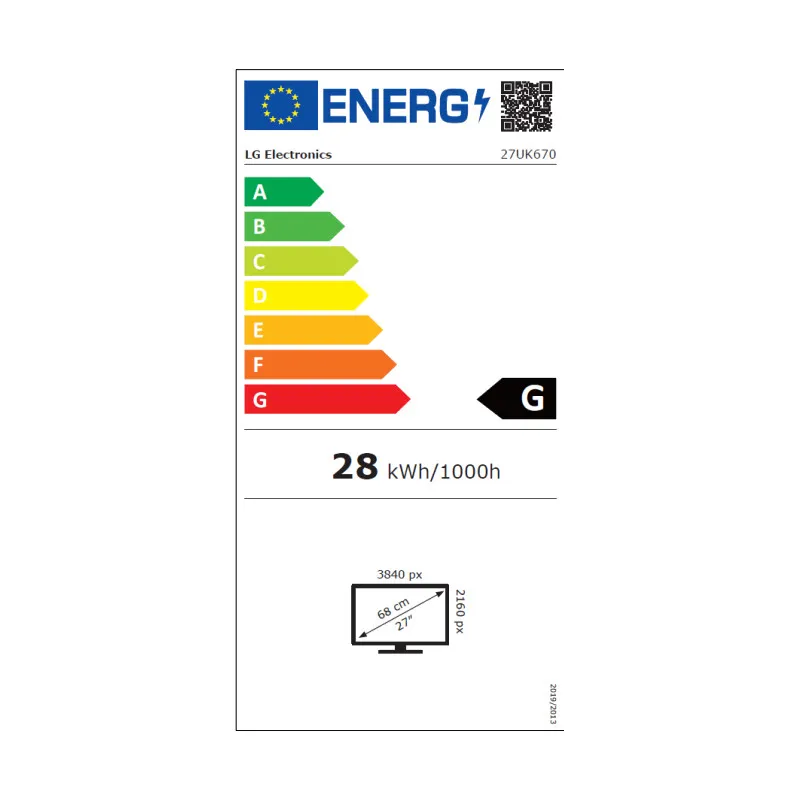 ENERG
LG Electronics 27UK670
A
B
C
D
E
F
G
G
28 kWh/1000h
3840 px
2160 px
68 cm
27"
2019/2013